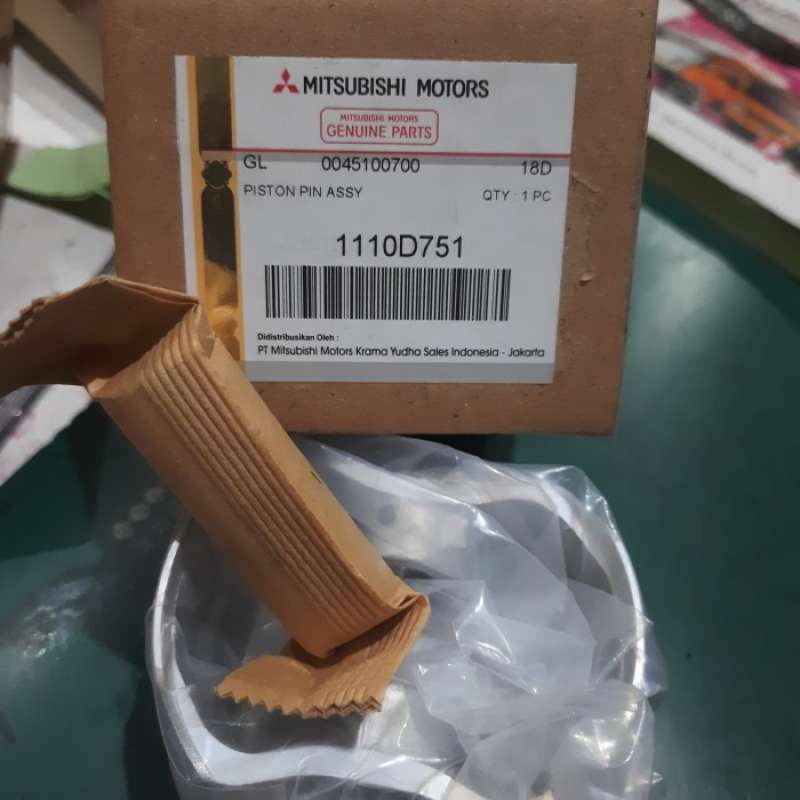 MITSUBISHI MOTORS
MITSUBISHI MOTORS
GENUINE PARTS
GL 0045100700 18D
PISTON PIN ASSY QTY : 1 PC
1110D751
Didistribusikan Oleh :
PT Mitsubishi Motors Krama Yudha Sales Indonesia - Jakarta